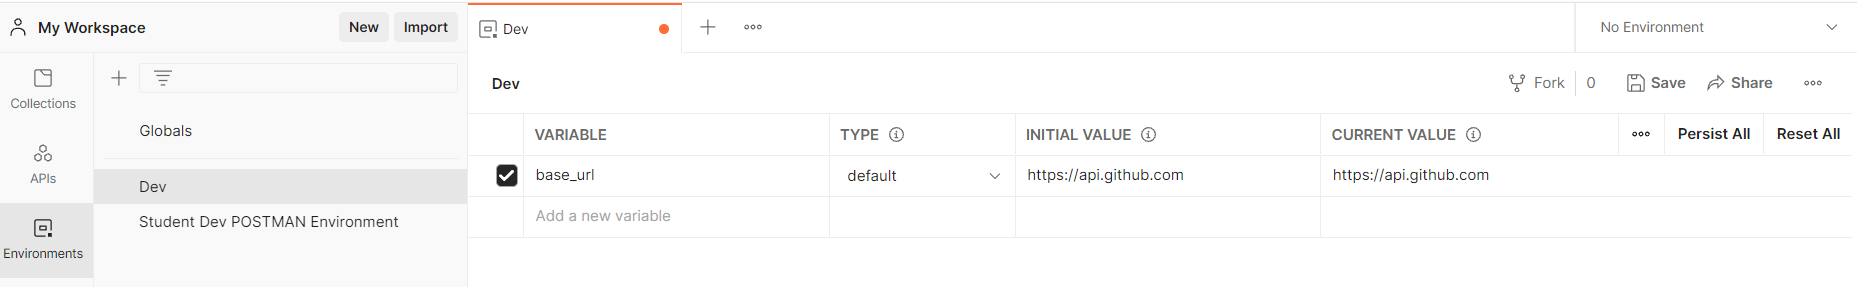 My Workspace New Import
Dev
No Environment
Collections
APIs
Environments
Globals
Dev
Student Dev POSTMAN Environment
Dev
Fork 0 Save Share
VARIABLE TYPE INITIAL VALUE CURRENT VALUE Persist All Reset All
base_url default https://api.github.com https://api.github.com
Add a new variable